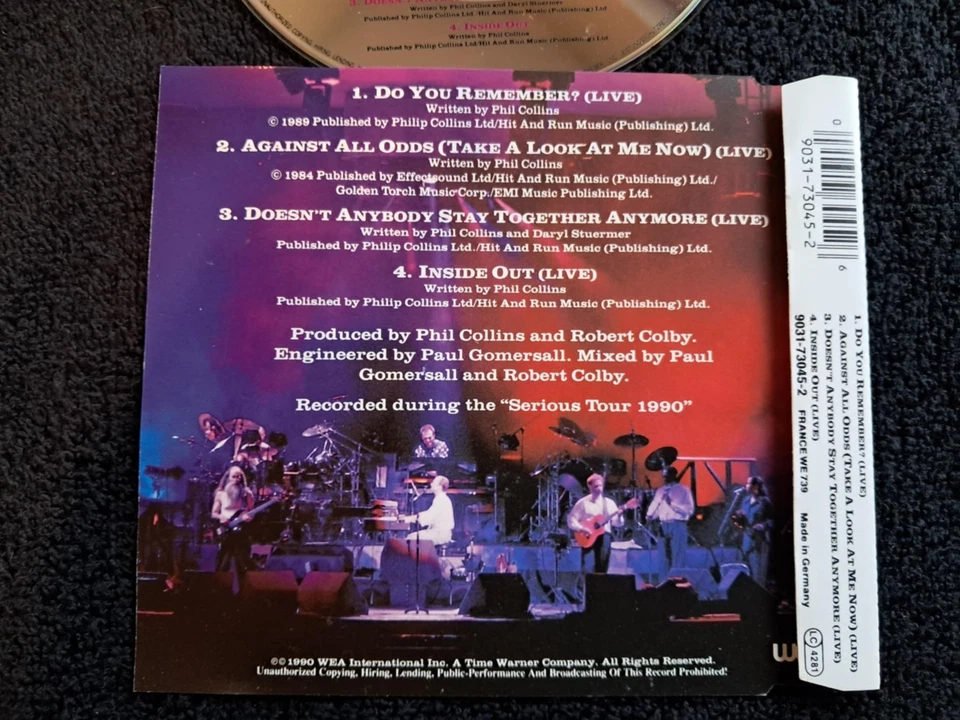 3. Doesn't
Written by Phil Collins and Daryl Stuermer
Published by Philip Collins Ltd/Hit And Run Music (Publishing) Ltd
4. Inside Out
Written by Phil Collins
Published by Philip Collins Ltd/Hit And Run Music (Publishing) Ltd
1. Do You Remember? (LIVE)
Written by Phil Collins
© 1989 Published by Philip Collins Ltd/Hit And Run Music (Publishing) Ltd.
2. Against All Odds (Take A Look At Me Now) (LIVE)
Written by Phil Collins
© 1984 Published by Effectsound Ltd/Hit And Run Music (Publishing) Ltd./
Golden Torch Music Corp./EMI Music Publishing Ltd.
3. Doesn't Anybody Stay Together Anymore (LIVE)
Written by Phil Collins and Daryl Stuermer
Published by Philip Collins Ltd./Hit And Run Music (Publishing) Ltd.
4. Inside Out (LIVE)
Written by Phil Collins
Published by Philip Collins Ltd/Hit And Run Music (Publishing) Ltd.
Produced by Phil Collins and Robert Colby.
Engineered by Paul Gomersall. Mixed by Paul
Gomersall and Robert Colby.
Recorded during the "Serious Tour 1990"
℗© 1990 WEA International Inc. A Time Warner Company. All Rights Reserved.
Unauthorized Copying, Hiring, Lending, Public-Performance And Broadcasting Of This Record Prohibited!
0
9031-73045-2
6
1. Do You Remember? (LIVE)
2. Against All Odds (Take A Look At Me Now) (LIVE)
3. Doesn't Anybody Stay Together Anymore (LIVE)
4. Inside Out (LIVE)
9031-73045-2 FRANCE WE 739 Made in Germany
LC 4281